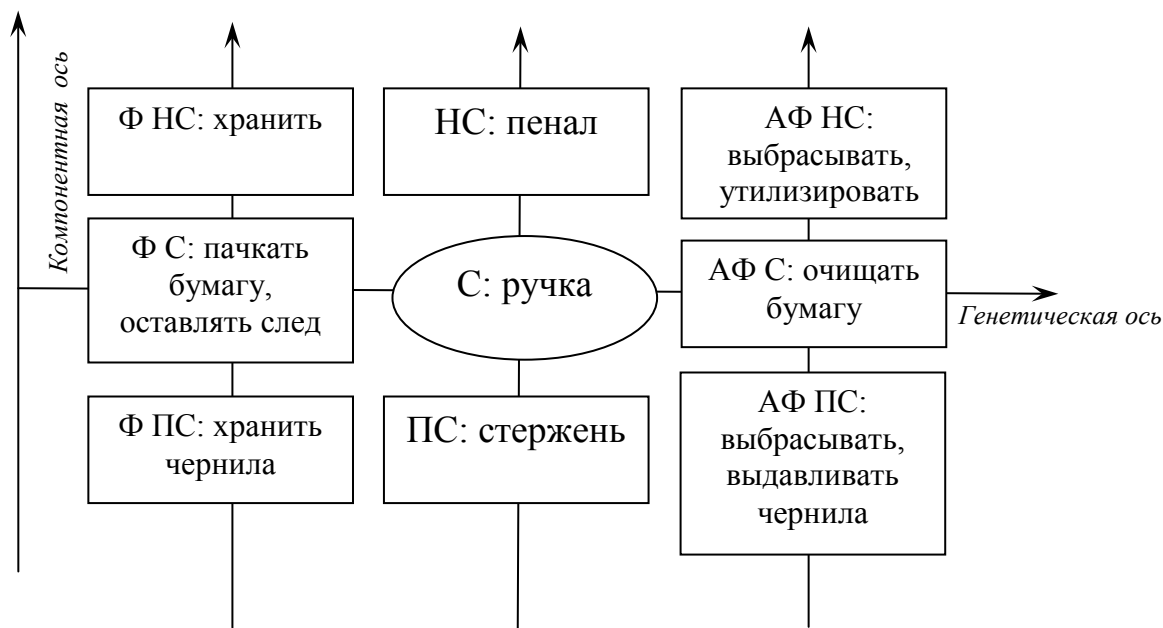 Компонентная ось
Ф НС: хранить
НС: пенал
АФ НС:
выбрасывать,
утилизировать
Ф С: пачкать
бумагу,
оставлять след
С: ручка
АФ С: очищать
бумагу
Генетическая ось
Ф ПС: хранить
чернила
ПС: стержень
АФ ПС:
выбрасывать,
выдавливать
чернила